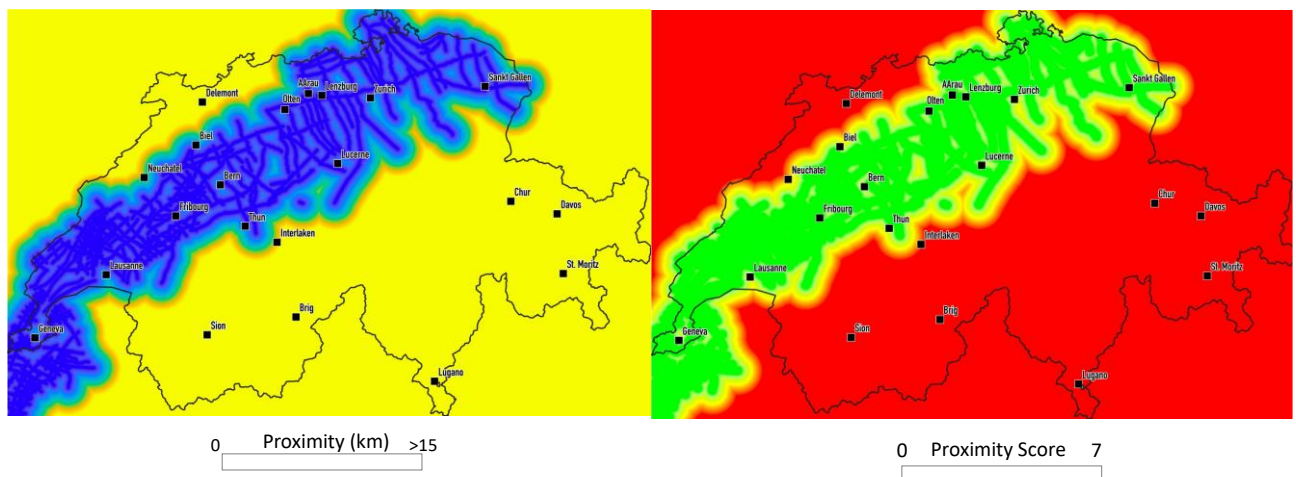 Delemont
AArau
Lenzburg
Zurich
Sankt Gallen
Olten
Biel
Neuchatel
Bern
Lucerne
Fribourg
Thun
Interlaken
Chur
Davos
Lausanne
St. Moritz
Geneva
Sion
Brig
Lugano
0 Proximity (km) >15
Delemont
AArau
Lenzburg
Zurich
Sankt Gallen
Olten
Biel
Neuchatel
Bern
Lucerne
Fribourg
Thun
Interlaken
Chur
Davos
Lausanne
St. Moritz
Geneva
Sion
Brig
Lugano
0 Proximity Score 7